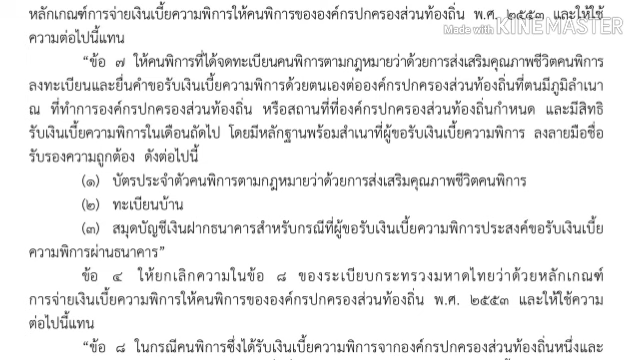 หลักเกณฑ์การจ่ายเงินเบี้ยความพิการให้คนพิการขององค์กรปกครองส่วนท้องถิ่น พ.ศ. ๒๕๕๓ และให้ใช้
Made with KINEMASTER
ความต่อไปนี้แทน
“ข้อ ๗ ให้คนพิการที่ได้จดทะเบียนคนพิการตามกฎหมายว่าด้วยการส่งเสริมคุณภาพชีวิตคนพิการ
ลงทะเบียนและยื่นคำขอรับเงินเบี้ยความพิการด้วยตนเองต่อองค์กรปกครองส่วนท้องถิ่นที่ตนมีภูมิลำเนา
ณ ที่ทำการองค์กรปกครองส่วนท้องถิ่น หรือสถานที่ที่องค์กรปกครองส่วนท้องถิ่นกำหนด และมีสิทธิ
รับเงินเบี้ยความพิการในเดือนถัดไป โดยมีหลักฐานพร้อมสำเนาที่ผู้ขอรับเงินเบี้ยความพิการ ลงลายมือชื่อ
รับรองความถูกต้อง ดังต่อไปนี้
(๑) บัตรประจำตัวคนพิการตามกฎหมายว่าด้วยการส่งเสริมคุณภาพชีวิตคนพิการ
(๒) ทะเบียนบ้าน
(๓) สมุดบัญชีเงินฝากธนาคารสำหรับกรณีที่ผู้ขอรับเงินเบี้ยความพิการประสงค์ขอรับเงินเบี้ย
ความพิการผ่านธนาคาร”
ข้อ ๔ ให้ยกเลิกความในข้อ ๘ ของระเบียบกระทรวงมหาดไทยว่าด้วยหลักเกณฑ์
การจ่ายเงินเบี้ยความพิการให้คนพิการขององค์กรปกครองส่วนท้องถิ่น พ.ศ. ๒๕๕๓ และให้ใช้ความ
ต่อไปนี้แทน
“ข้อ ๘ ในกรณีคนพิการซึ่งได้รับเงินเบี้ยความพิการจากองค์กรปกครองส่วนท้องถิ่นหนึ่งและ